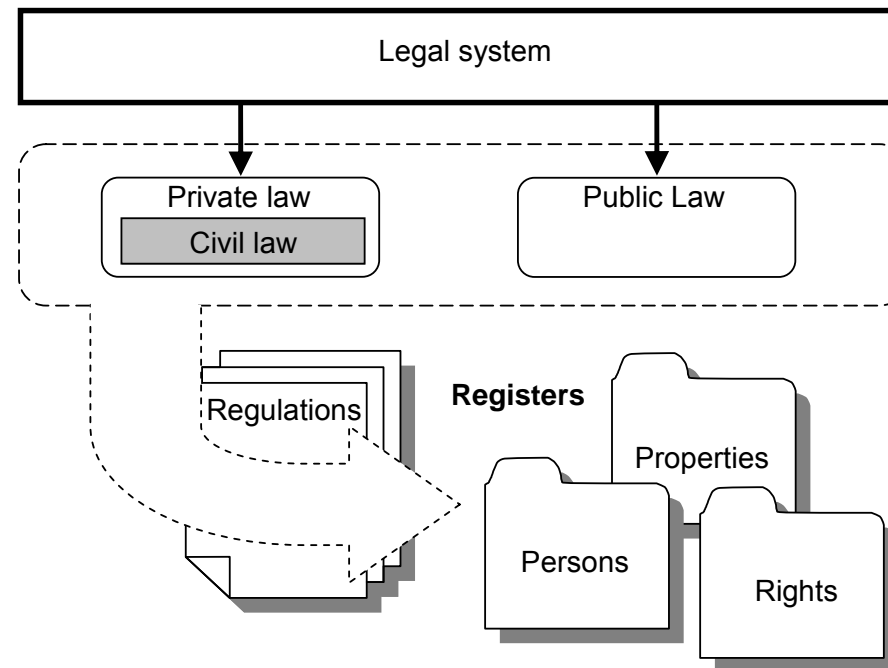 Legal system
Private law
Civil law
Public Law
Regulations
Registers
Properties
Persons
Rights